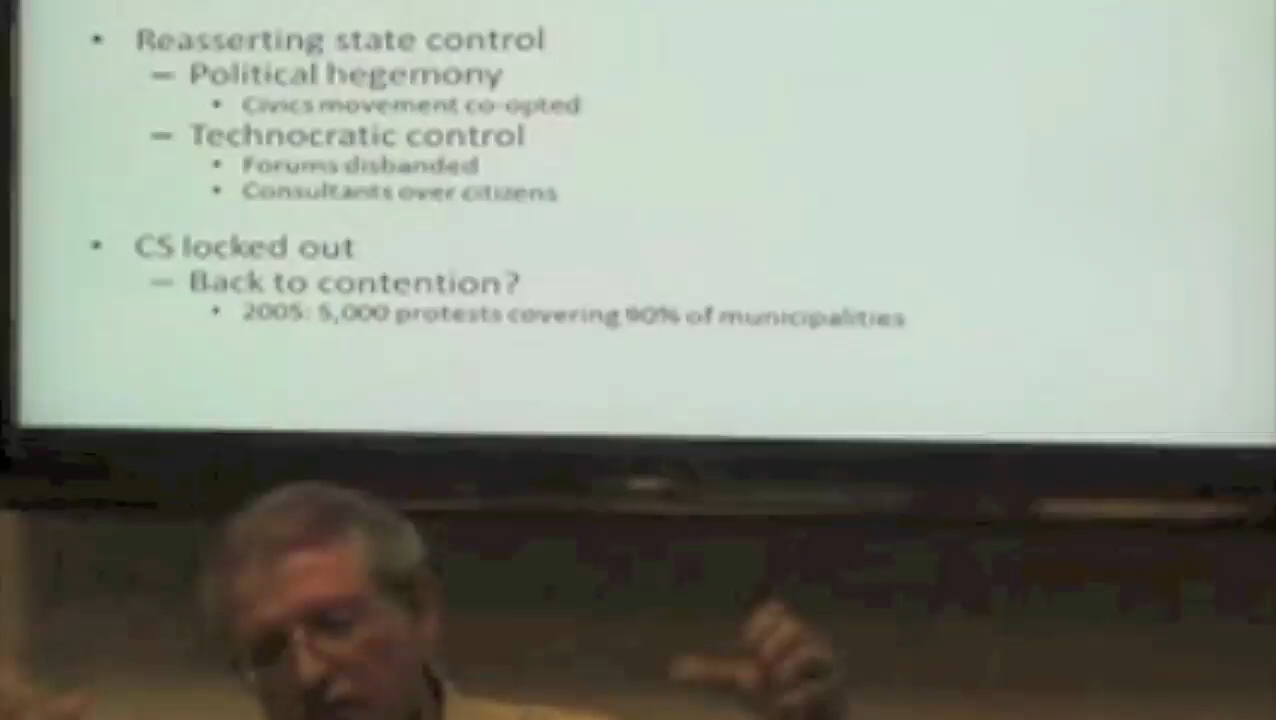 • Reasserting state control
– Political hegemony
• Civics movement co-opted
– Technocratic control
• Forums disbanded
• Consultants over citizens
• CS locked out
– Back to contention?
• 2005: 5,000 protests covering 90% of municipalities